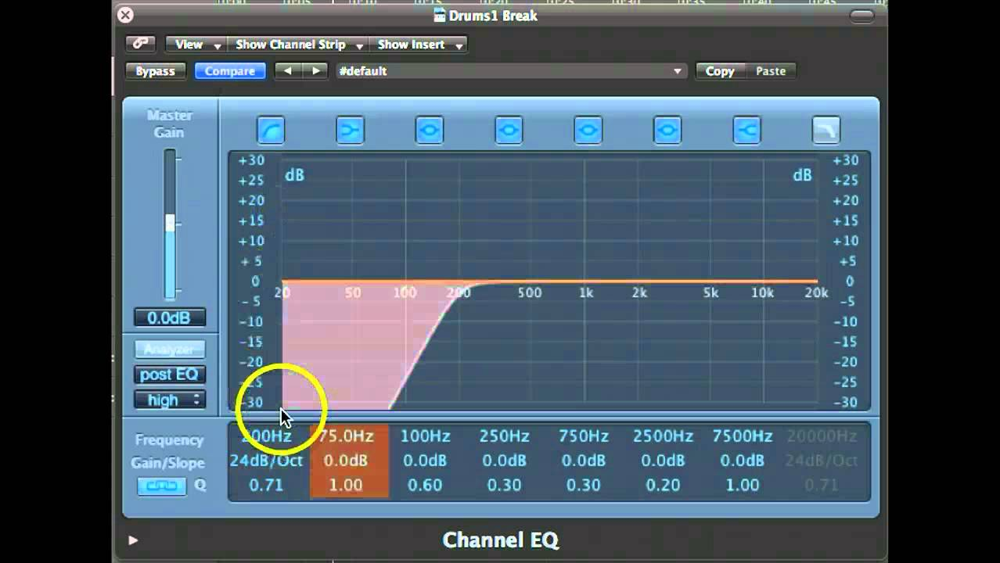 Drums1 Break
View Show Channel Strip Show Insert
Bypass Compare #default Copy Paste
Master
Gain
+30 dB dB +30
+25 +25
+20 +20
+15 +15
+10 +10
+ 5 + 5
0 0
20 50 100 200 500 1k 2k 5k 10k 20k
- 5 -5
-10 -10
-15 -15
-20 -20
-25 -25
-30 -30
0.0dB
Analyzer
post EQ
high
Frequency 200Hz 75.0Hz 100Hz 250Hz 750Hz 2500Hz 7500Hz 20000Hz
Gain/Slope 24dB/Oct 0.0dB 0.0dB 0.0dB 0.0dB 0.0dB 0.0dB 24dB/Oct
Q 0.71 1.00 0.60 0.30 0.30 0.20 1.00 0.71
Channel EQ